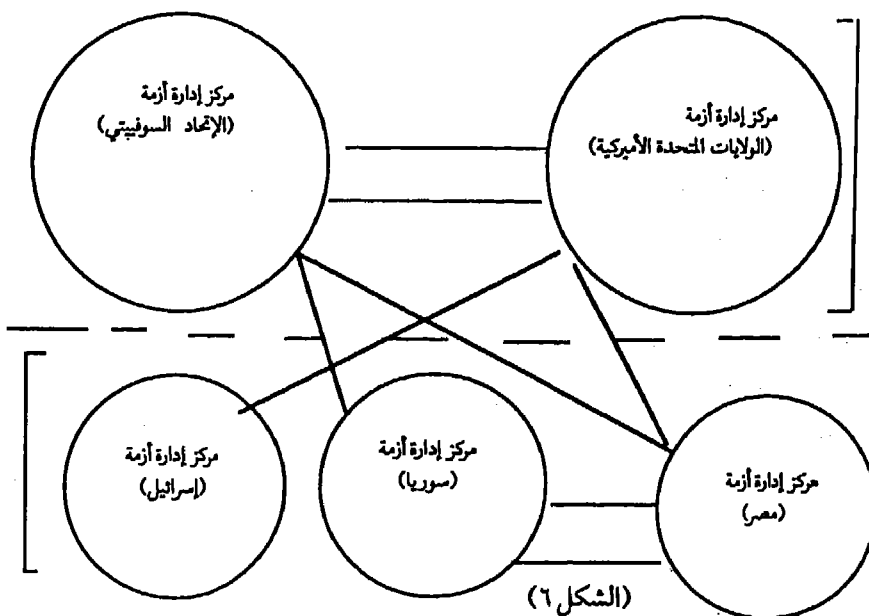 مركز إدارة أزمة
(الولايات المتحدة الأميركية)
مركز إدارة أزمة
(الإتحاد السوفييتي)
مركز إدارة أزمة
(مصر)
مركز إدارة أزمة
(سوريا)
مركز إدارة أزمة
(إسرائيل)
(الشكل ٦)